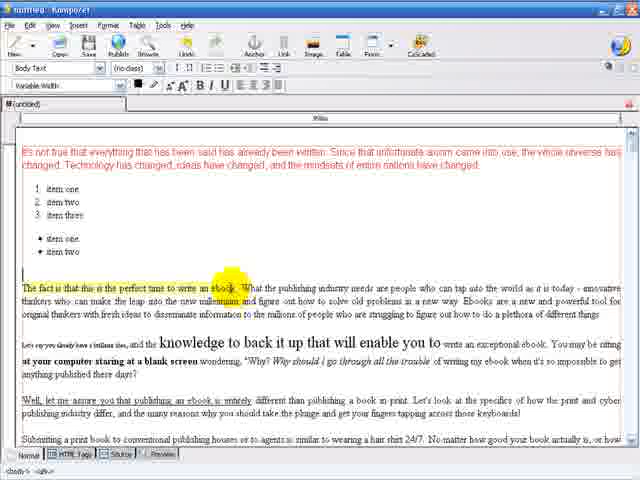 untitled - KompoZer
File Edit View Insert Format Table Tools Help
New Open Save Publish Browse Undo Anchor Link Image Table Form Cascades
Body Text (no class)
Variable Width
(untitled)
It's not true that everything that has been said has already been written. Since that unfortunate axiom came into use, the whole universe has
changed. Technology has changed, ideas have changed, and the mindsets of entire nations have changed.
1. item one
2. item two
3. item three
• item one
• item two
The fact is that this is the perfect time to write an ebook. What the publishing industry needs are people who can tap into the world as it is today - innovative
thinkers who can make the leap into the new millennium and figure out how to solve old problems in a new way. Ebooks are a new and powerful tool for
original thinkers with fresh ideas to disseminate information to the millions of people who are struggling to figure out how to do a plethora of different things.
Let's say you already have a brilliant idea, and the knowledge to back it up that will enable you to write an exceptional ebook. You may be sitting
at your computer staring at a blank screen wondering, "Why? Why should I go through all the trouble of writing my ebook when it's so impossible to get
anything published these days?"
Well, let me assure you that publishing an ebook is entirely different than publishing a book in print. Let's look at the specifics of how the print and cyber
publishing industry differ, and the many reasons why you should take the plunge and get your fingers tapping across those keyboards!
Submitting a print book to conventional publishing houses or to agents is similar to wearing a hair shirt 24/7. No matter how good your book actually is, or how
Normal HTML Tags Source Preview